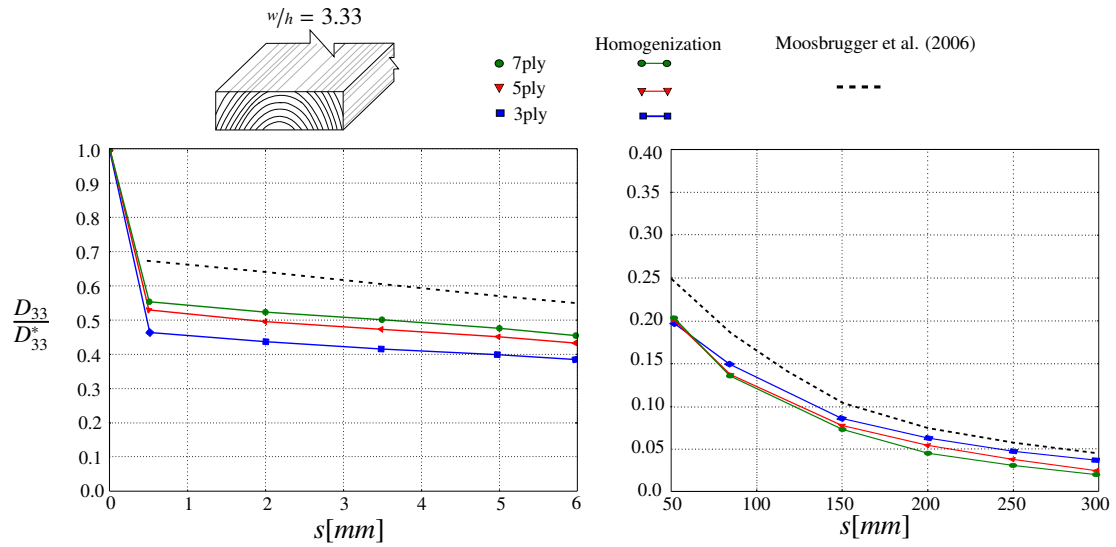 w/h = 3.33
Homogenization
Moosbrugger et al. (2006)
7ply
5ply
3ply
D33
D*33
1.0
0.9
0.8
0.7
0.6
0.5
0.4
0.3
0.2
0.1
0.0
0 1 2 3 4 5 6
s[mm]
0.40
0.35
0.30
0.25
0.20
0.15
0.10
0.05
0.0
50 100 150 200 250 300
s[mm]